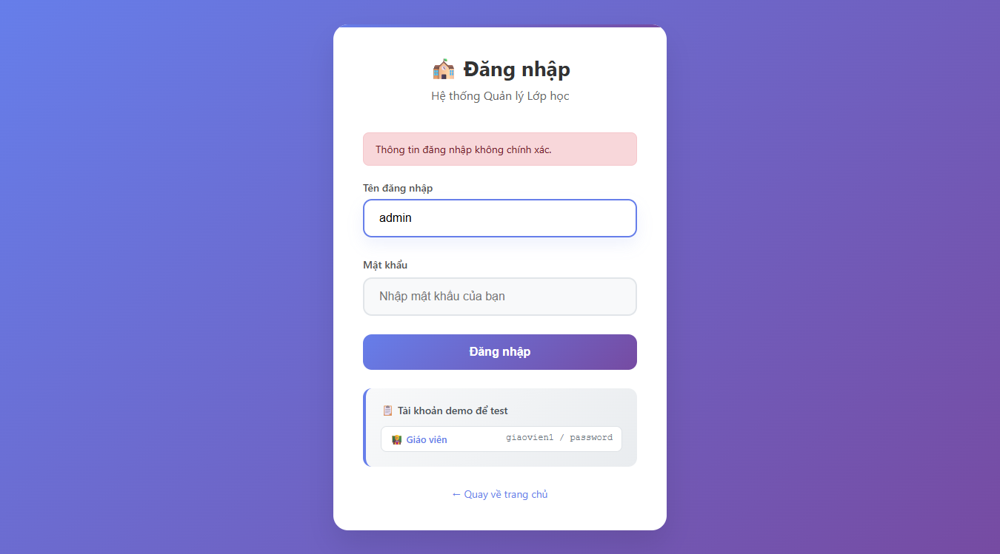 Đăng nhập
Hệ thống Quản lý Lớp học
Thông tin đăng nhập không chính xác.
Tên đăng nhập
admin
Mật khẩu
Nhập mật khẩu của bạn
Đăng nhập
Tài khoản demo để test
Giáo viên giaovien1 / password
← Quay về trang chủ